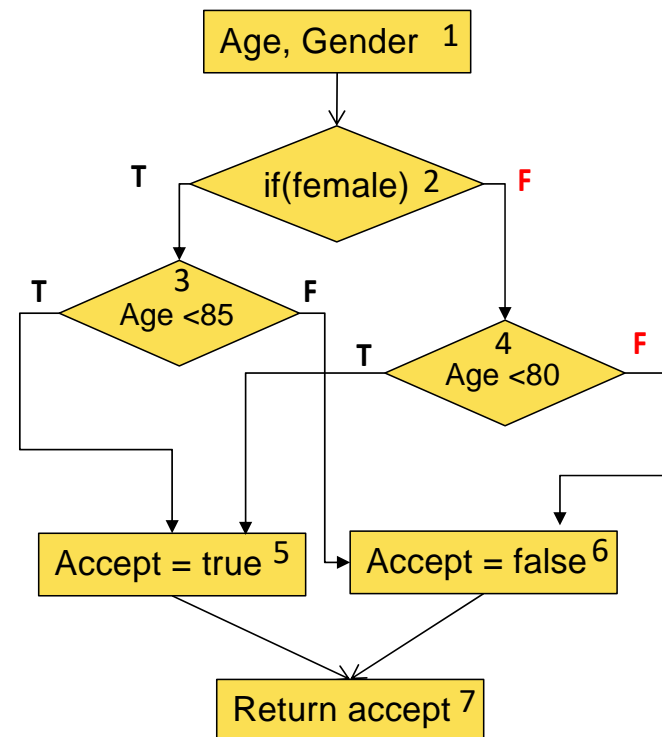 Age, Gender 1
T
if(female) 2
F
3
T
Age <85
F
4
T
Age <80
F
Accept = true 5
Accept = false 6
Return accept 7